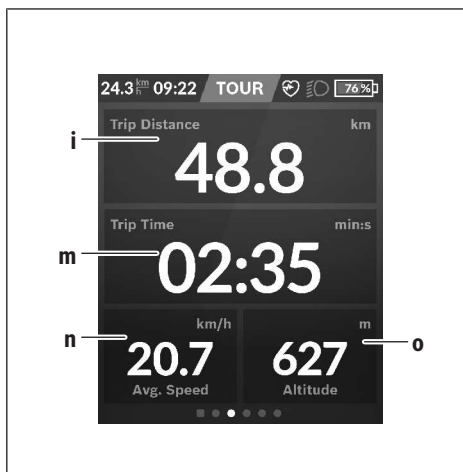 24.3 km/h 09:22 TOUR 76 %
Trip Distance km
i
48.8
Trip Time min:s
m
02:35
km/h m
n
20.7 627
o
Avg. Speed Altitude